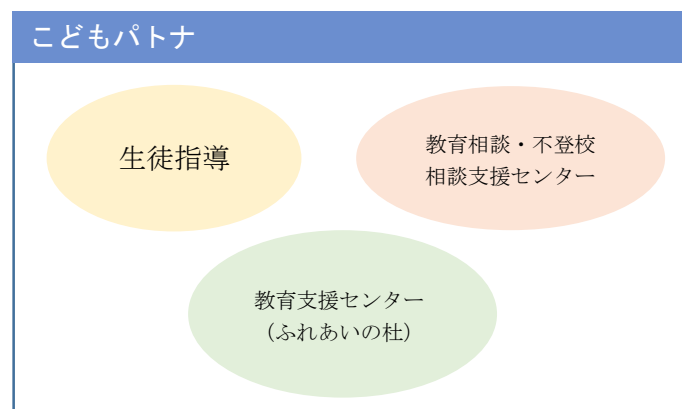 こどもパトナ
生徒指導
教育相談・不登校
相談支援センター
教育支援センター
（ふれあいの杜）